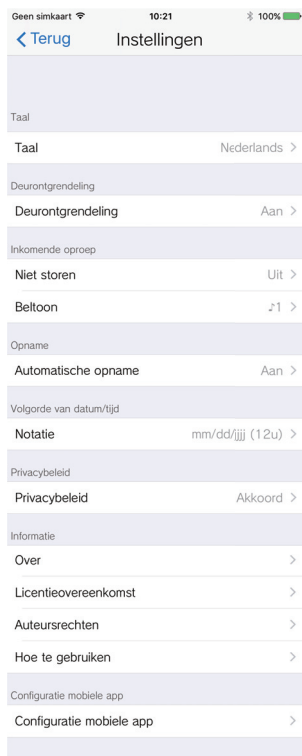 Geen simkaart 10:21 100%
Terug Instellingen
Taal
Taal Nederlands
Deurontgrendeling
Deurontgrendeling Aan
Inkomende oproep
Niet storen Uit
Beltoon ♪1
Opname
Automatische opname Aan
Volgorde van datum/tijd
Notatie mm/dd/jjjj (12u)
Privacybeleid
Privacybeleid Akkoord
Informatie
Over
Licentieovereenkomst
Auteursrechten
Hoe te gebruiken
Configuratie mobiele app
Configuratie mobiele app